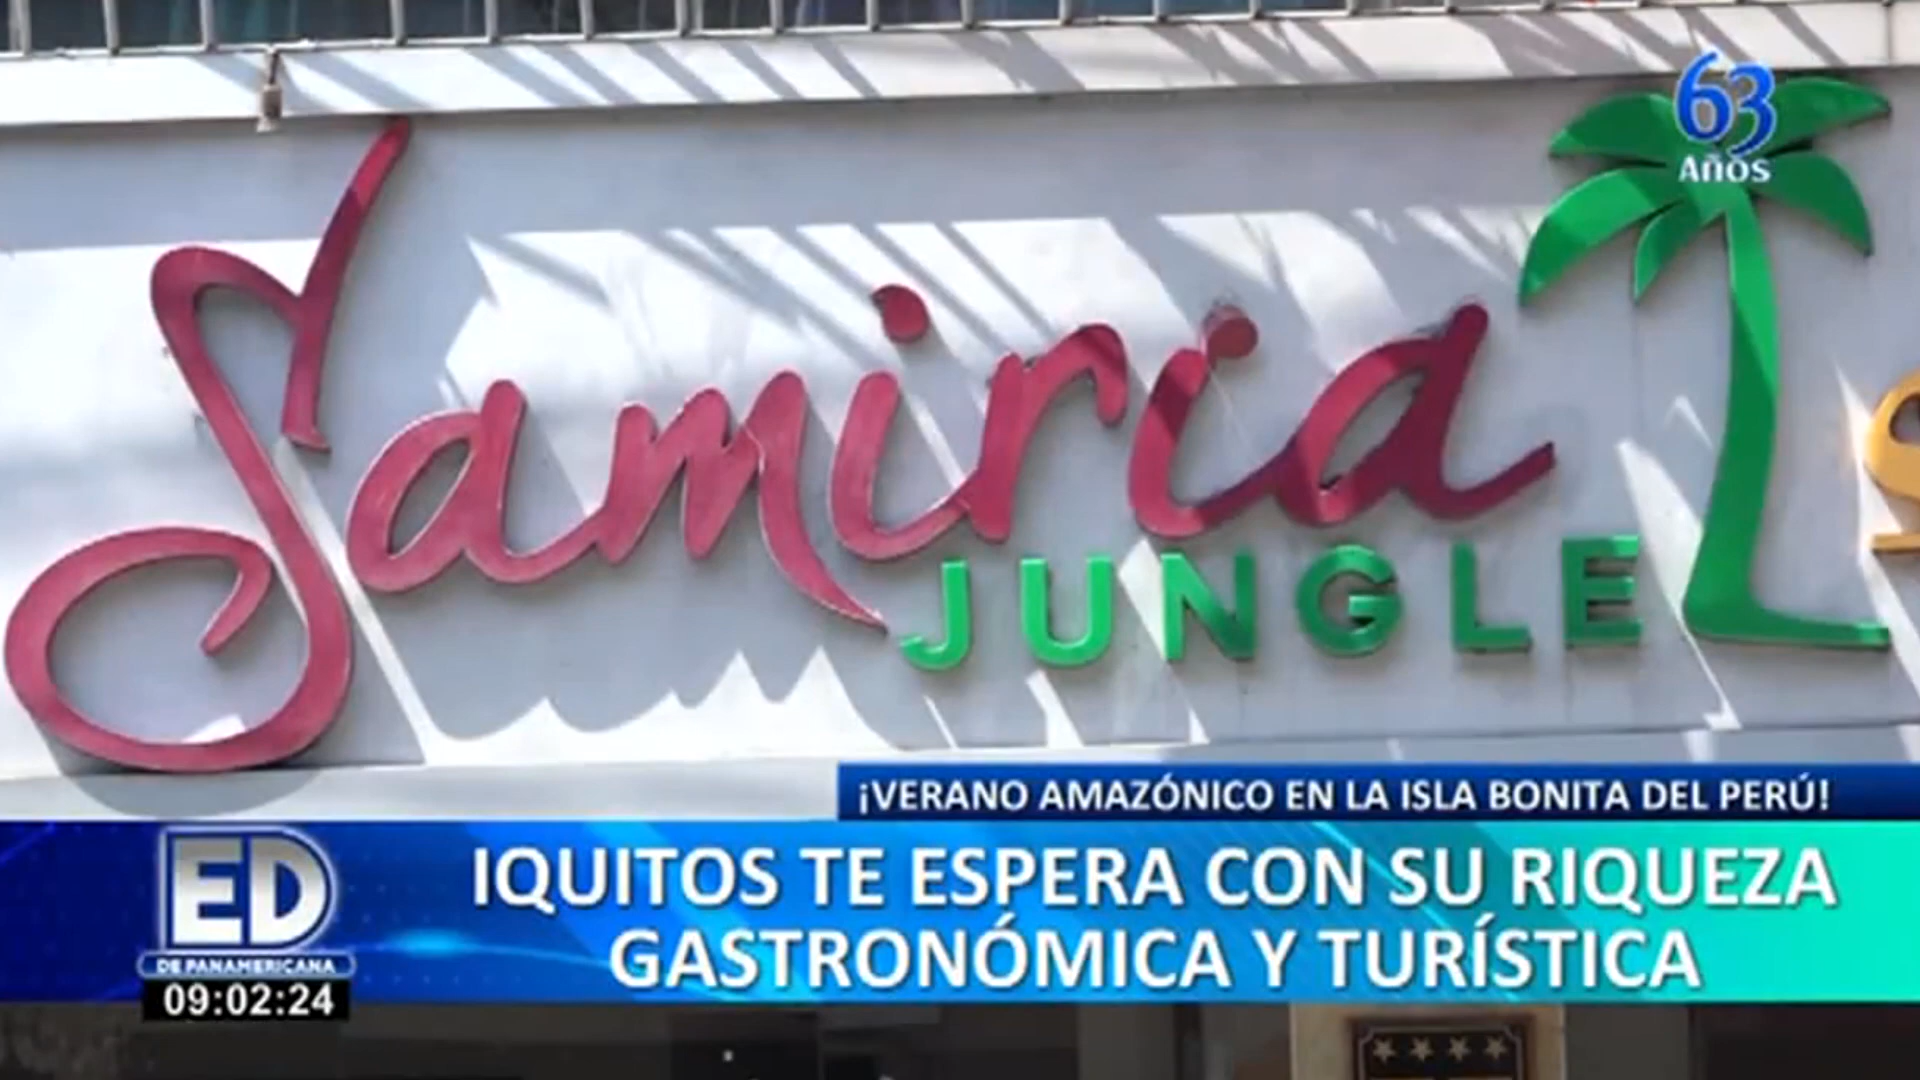 63
Años
Samiria
JUNGLE
¡VERANO AMAZÓNICO EN LA ISLA BONITA DEL PERÚ!
IQUITOS TE ESPERA CON SU RIQUEZA
GASTRONÓMICA Y TURÍSTICA
ED
DE PANAMERICANA
09:02:24